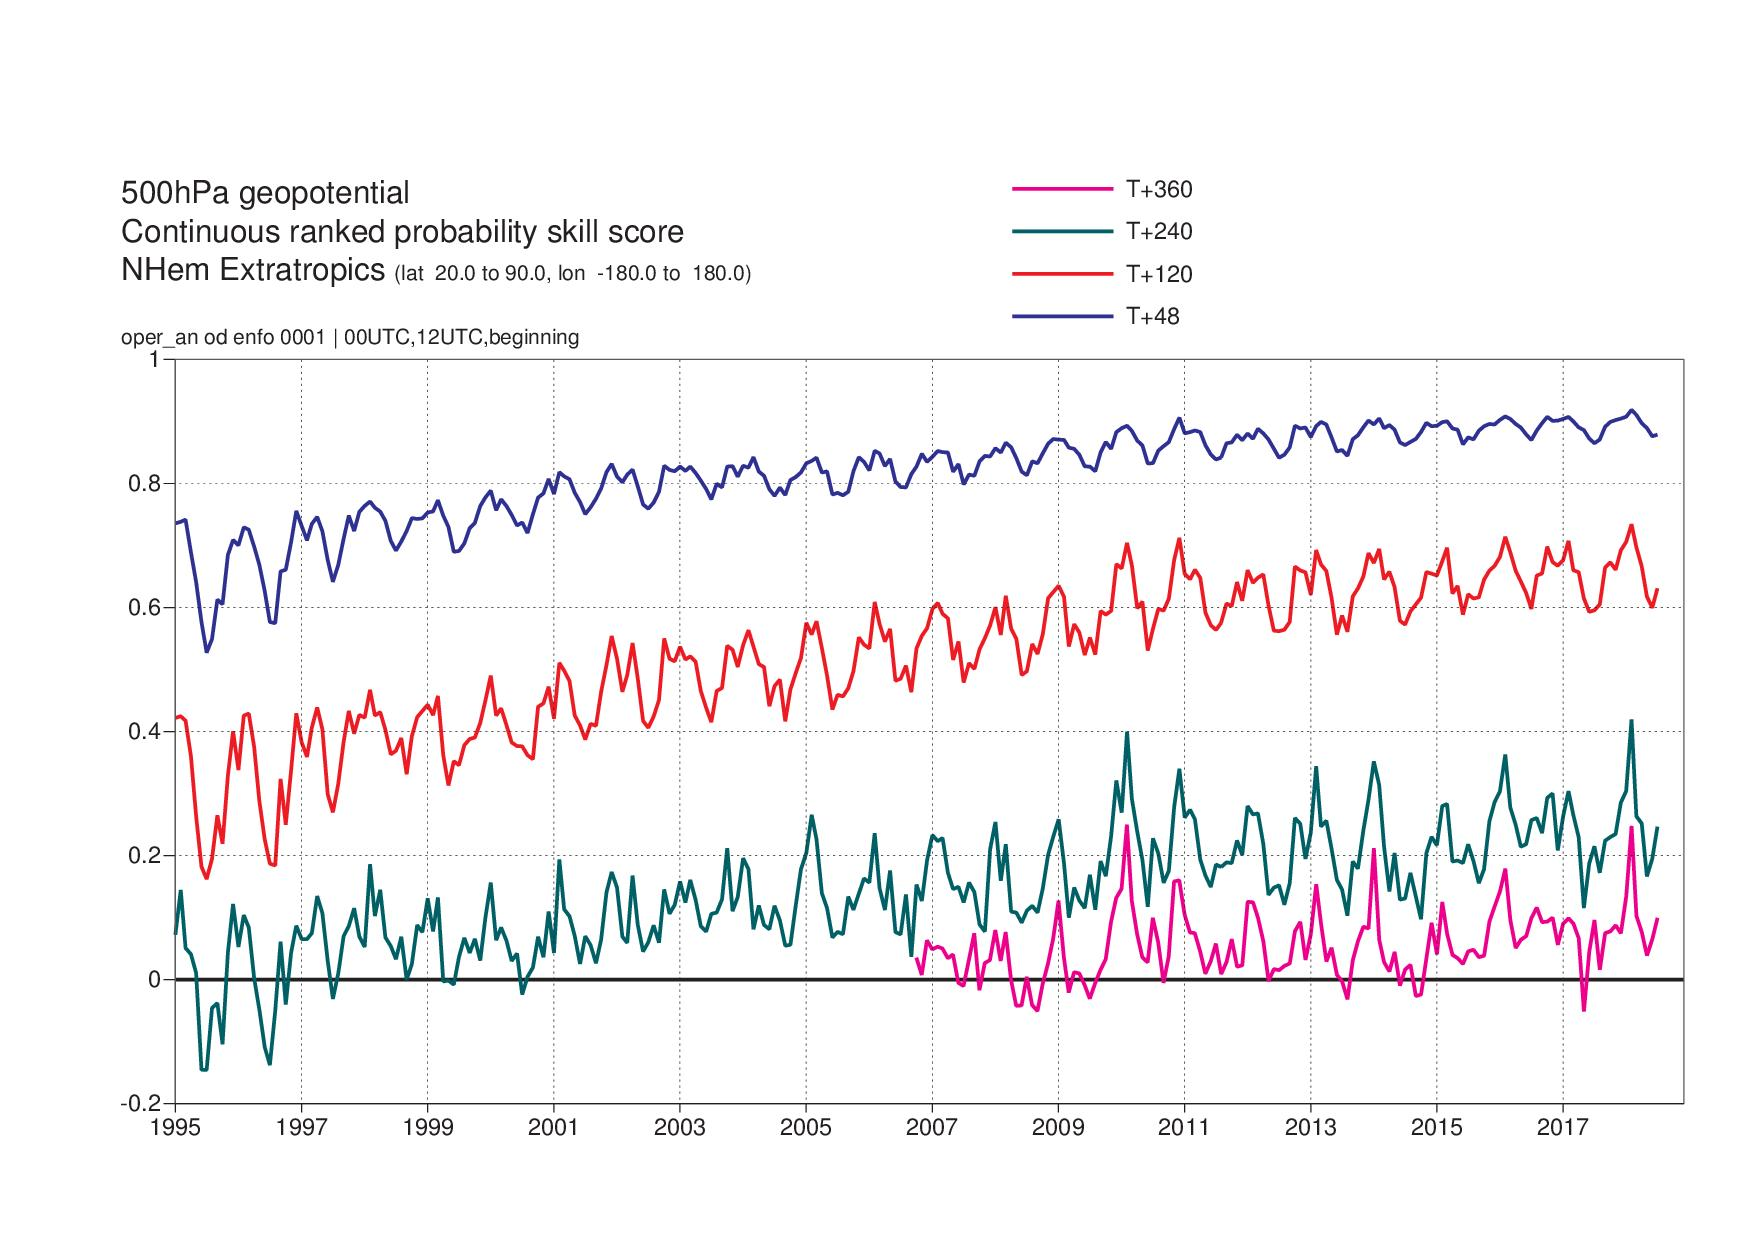 500hPa geopotential
Continuous ranked probability skill score
NHem Extratropics (lat 20.0 to 90.0, lon -180.0 to 180.0)
T+360
T+240
T+120
T+48
oper_an od enfo 0001 | 00UTC,12UTC,beginning
1
0.8
0.6
0.4
0.2
0
-0.2
1995 1997 1999 2001 2003 2005 2007 2009 2011 2013 2015 2017